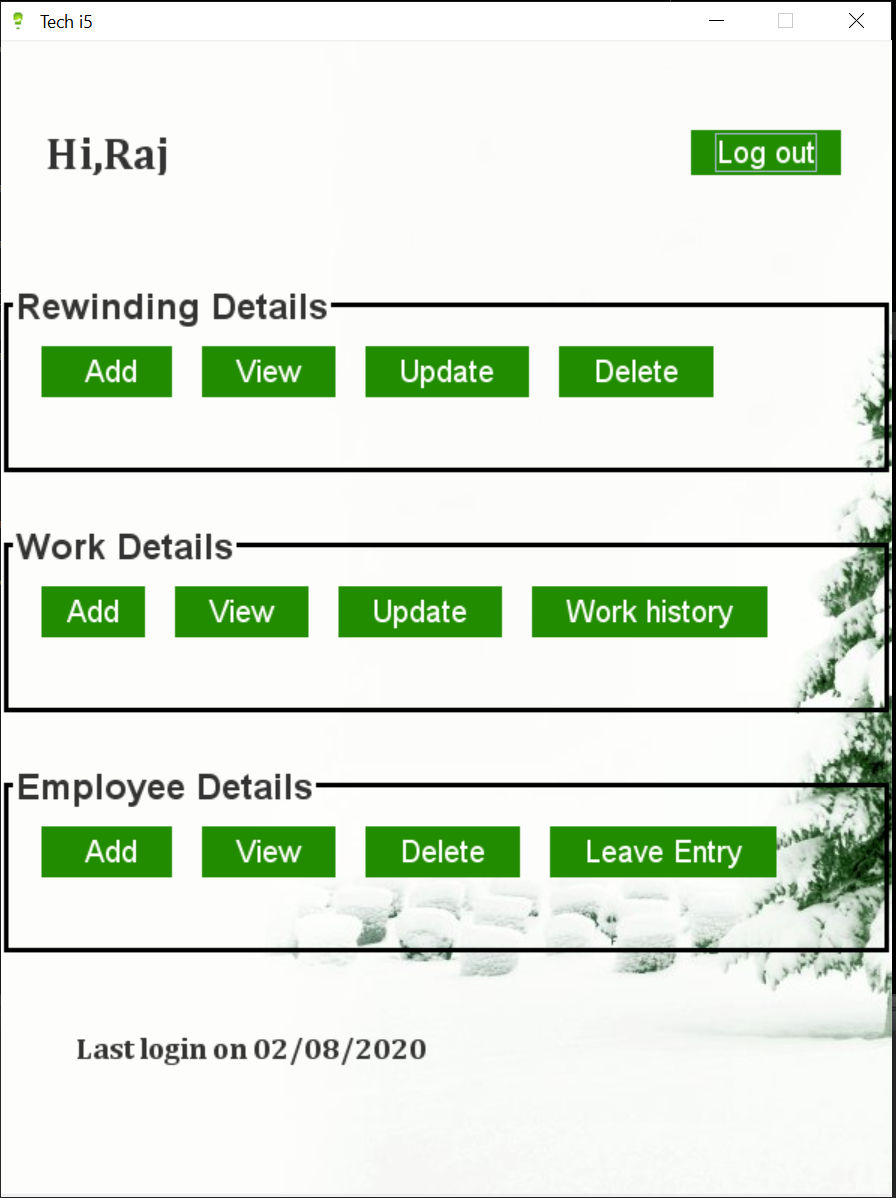 Tech i5
Hi,Raj
Log out
Rewinding Details
Add View Update Delete
Work Details
Add View Update Work history
Employee Details
Add View Delete Leave Entry
Last login on 02/08/2020